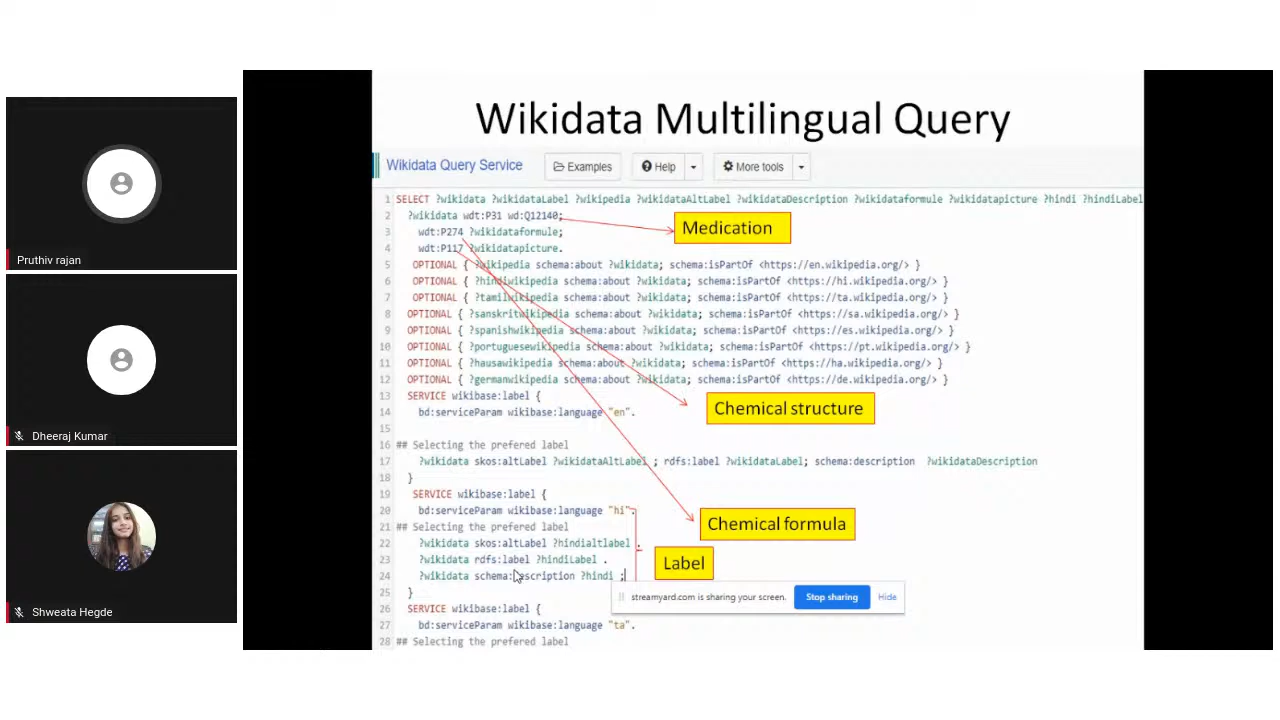 Pruthiv rajan
Dheeraj Kumar
Shweata Hegde
Wikidata Multilingual Query
Wikidata Query Service Examples Help More tools
1 SELECT ?wikidata ?wikidataLabel ?wikipedia ?wikidataAltLabel ?wikidataDescription ?wikidataformule ?wikidatapicture ?hindi ?hindiLabel
2 ?wikidata wdt:P31 wd:Q12140;
Medication
3 wdt:P274 ?wikidataformule;
4 wdt:P117 ?wikidatapicture.
5 OPTIONAL { ?wikipedia schema:about ?wikidata; schema:isPartOf <https://en.wikipedia.org/> }
6 OPTIONAL { ?hindiwikipedia schema:about ?wikidata; schema:isPartOf <https://hi.wikipedia.org/> }
7 OPTIONAL { ?tamilwikipedia schema:about ?wikidata; schema:isPartOf <https://ta.wikipedia.org/> }
8 OPTIONAL { ?sanskritwikipedia schema:about ?wikidata; schema:isPartOf <https://sa.wikipedia.org/> }
9 OPTIONAL { ?spanishwikipedia schema:about ?wikidata; schema:isPartOf <https://es.wikipedia.org/> }
10 OPTIONAL { ?portuguesewikipedia schema:about ?wikidata; schema:isPartOf <https://pt.wikipedia.org/> }
11 OPTIONAL { ?hausawikipedia schema:about ?wikidata; schema:isPartOf <https://ha.wikipedia.org/> }
12 OPTIONAL { ?germanwikipedia schema:about ?wikidata; schema:isPartOf <https://de.wikipedia.org/> }
13 SERVICE wikibase:label {
Chemical structure
14 bd:serviceParam wikibase:language "en".
15
16 ## Selecting the prefered label
17 ?wikidata skos:altLabel ?wikidataAltLabel ; rdfs:label ?wikidataLabel; schema:description ?wikidataDescription
18 }
19 SERVICE wikibase:label {
20 bd:serviceParam wikibase:language "hi".
Chemical formula
21 ## Selecting the prefered label
22 ?wikidata skos:altLabel ?hindialtlabel .
23 ?wikidata rdfs:label ?hindiLabel .
Label
24 ?wikidata schema:description ?hindi ;
25 }
streamyard.com is sharing your screen. Stop sharing Hide
26 SERVICE wikibase:label {
27 bd:serviceParam wikibase:language "ta".
28 ## Selecting the prefered label